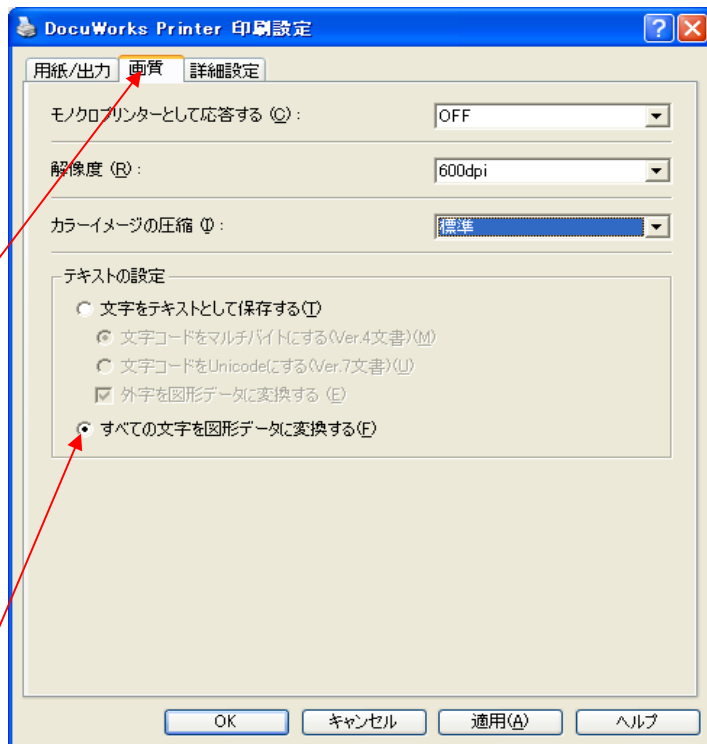 DocuWorks Printer 印刷設定
用紙/出力 画質 詳細設定
モノクロプリンターとして応答する (C) : OFF
解像度 (R) : 600dpi
カラーイメージの圧縮 (I) : 標準
テキストの設定
文字をテキストとして保存する(T)
文字コードをマルチバイトにする(Ver.4文書)(M)
文字コードをUnicodeにする(Ver.7文書)(U)
外字を図形データに変換する (E)
すべての文字を図形データに変換する(F)
OK キャンセル 適用(A) ヘルプ